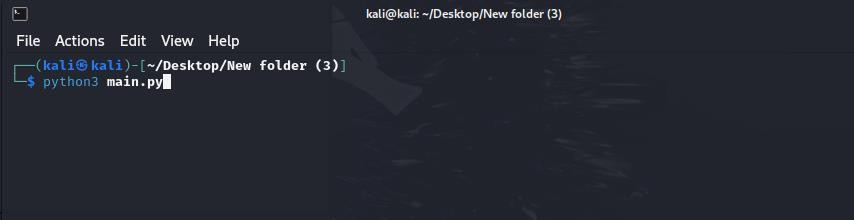 kali@kali: ~/Desktop/New folder (3)
File Actions Edit View Help
┌──(kali㉿kali)-[~/Desktop/New folder (3)]
└─$ python3 main.py